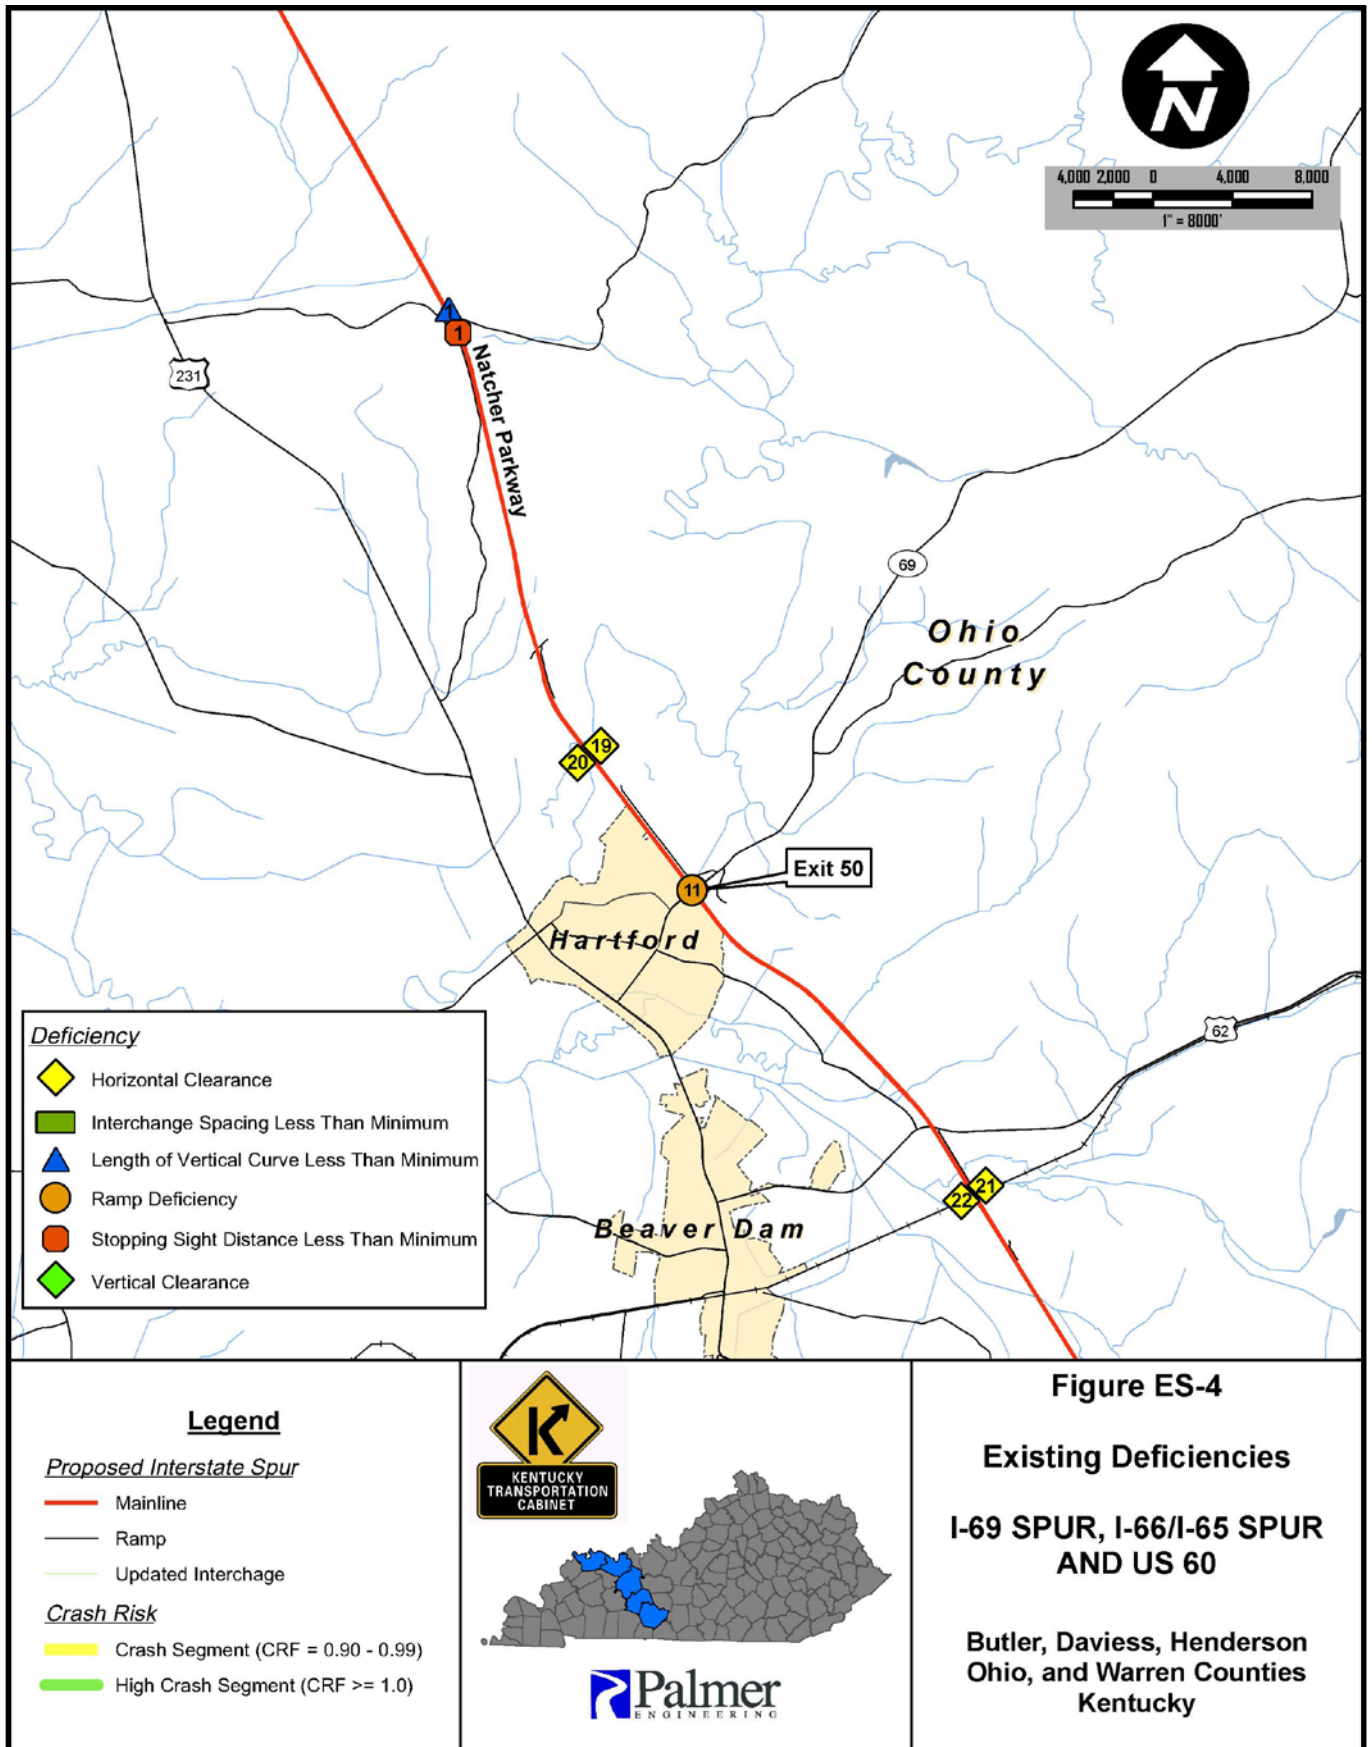 N
4,000 2,000 0 4,000 8,000
1" = 8000'
231
1
1
Natcher Parkway
69
Ohio
County
19
20
Exit 50
11
Hartford
62
21
22
Beaver Dam
Deficiency
Horizontal Clearance
Interchange Spacing Less Than Minimum
Length of Vertical Curve Less Than Minimum
Ramp Deficiency
Stopping Sight Distance Less Than Minimum
Vertical Clearance
Legend
Proposed Interstate Spur
Mainline
Ramp
Updated Interchage
Crash Risk
Crash Segment (CRF = 0.90 - 0.99)
High Crash Segment (CRF >= 1.0)
K
KENTUCKY
TRANSPORTATION
CABINET
Palmer
ENGINEERING
Figure ES-4
Existing Deficiencies
I-69 SPUR, I-66/I-65 SPUR
AND US 60
Butler, Daviess, Henderson
Ohio, and Warren Counties
Kentucky